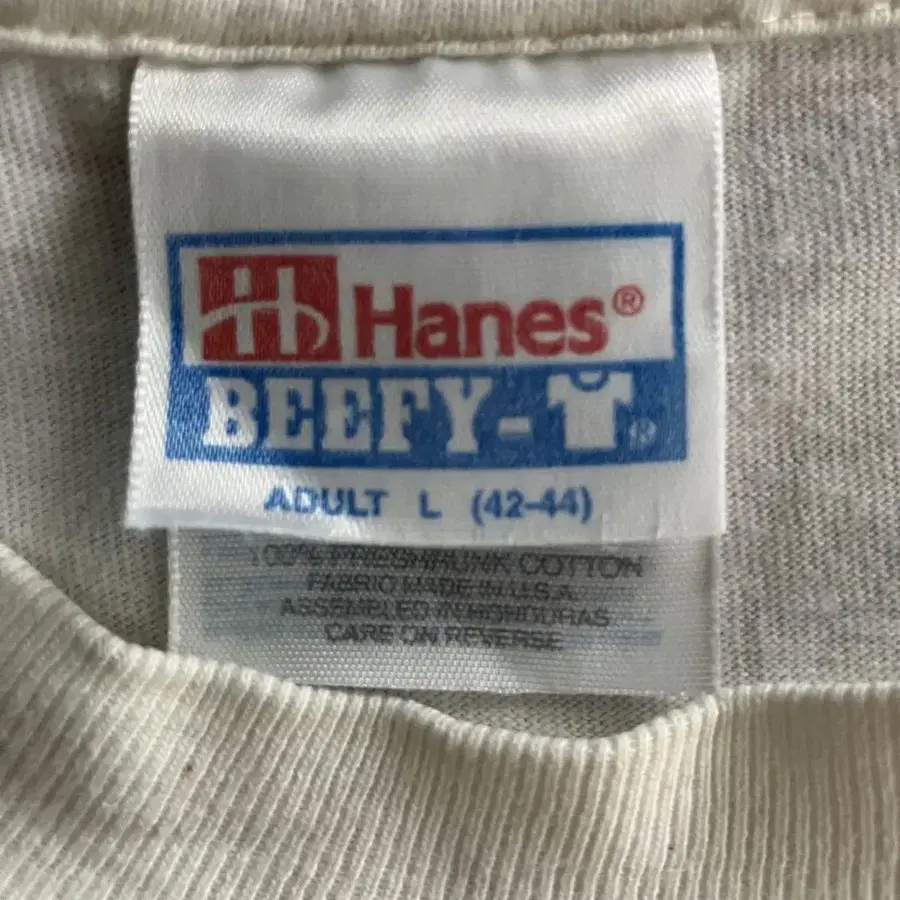 Hanes®
BEEFY-®
ADULT L (42-44)
100% PRESHRUNK COTTON
FABRIC MADE IN U.S.A.
ASSEMBLED IN HONDURAS
CARE ON REVERSE